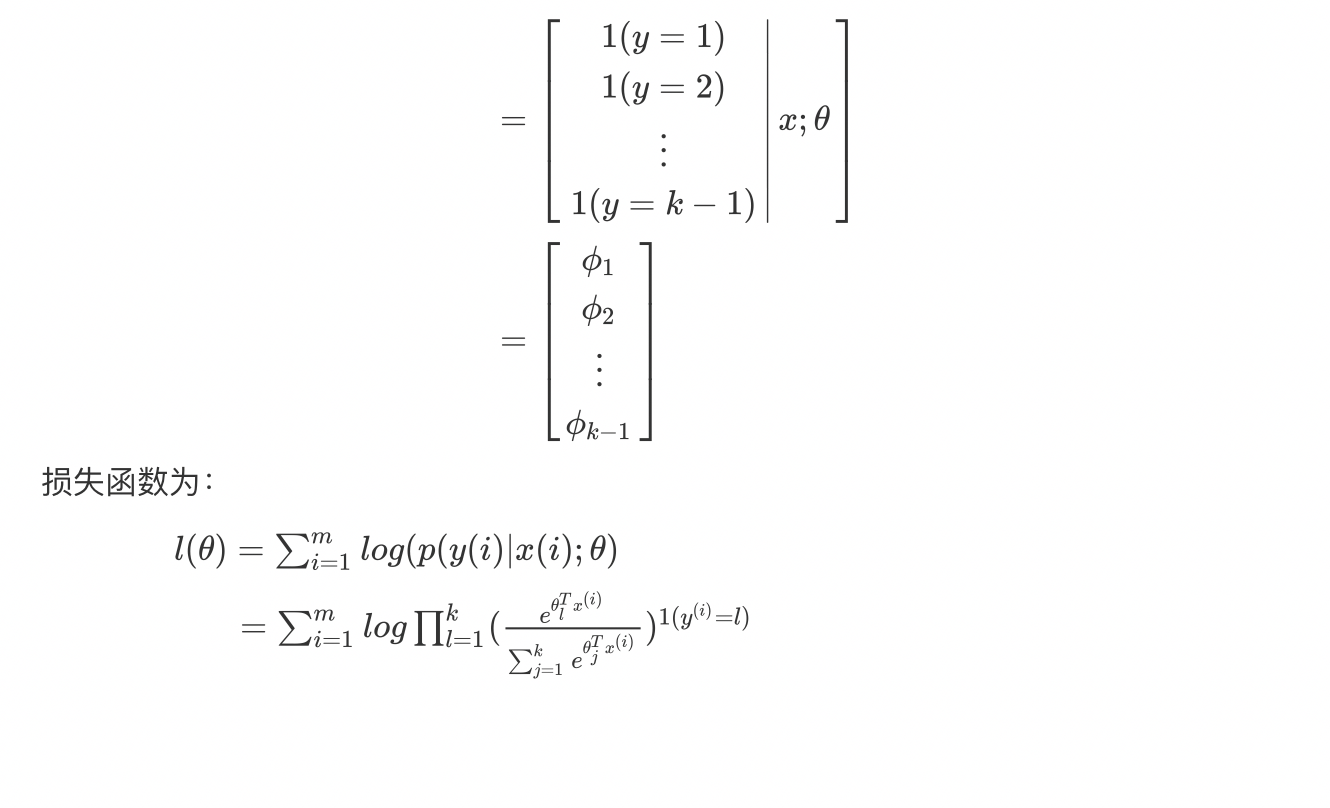 = [ 1(y = 1)
1(y = 2)
⋮
1(y = k − 1) | x; θ ]
= [ ϕ₁
ϕ₂
⋮
ϕₖ₋₁ ]
损失函数为：
l(θ) = ∑_{i=1}^{m} log(p(y(i)|x(i); θ)
= ∑_{i=1}^{m} log ∏_{l=1}^{k} ( \frac{e^{θ_l^T x^{(i)}}}{∑_{j=1}^{k} e^{θ_j^T x^{(i)}}} )^{1(y^{(i)}=l)}